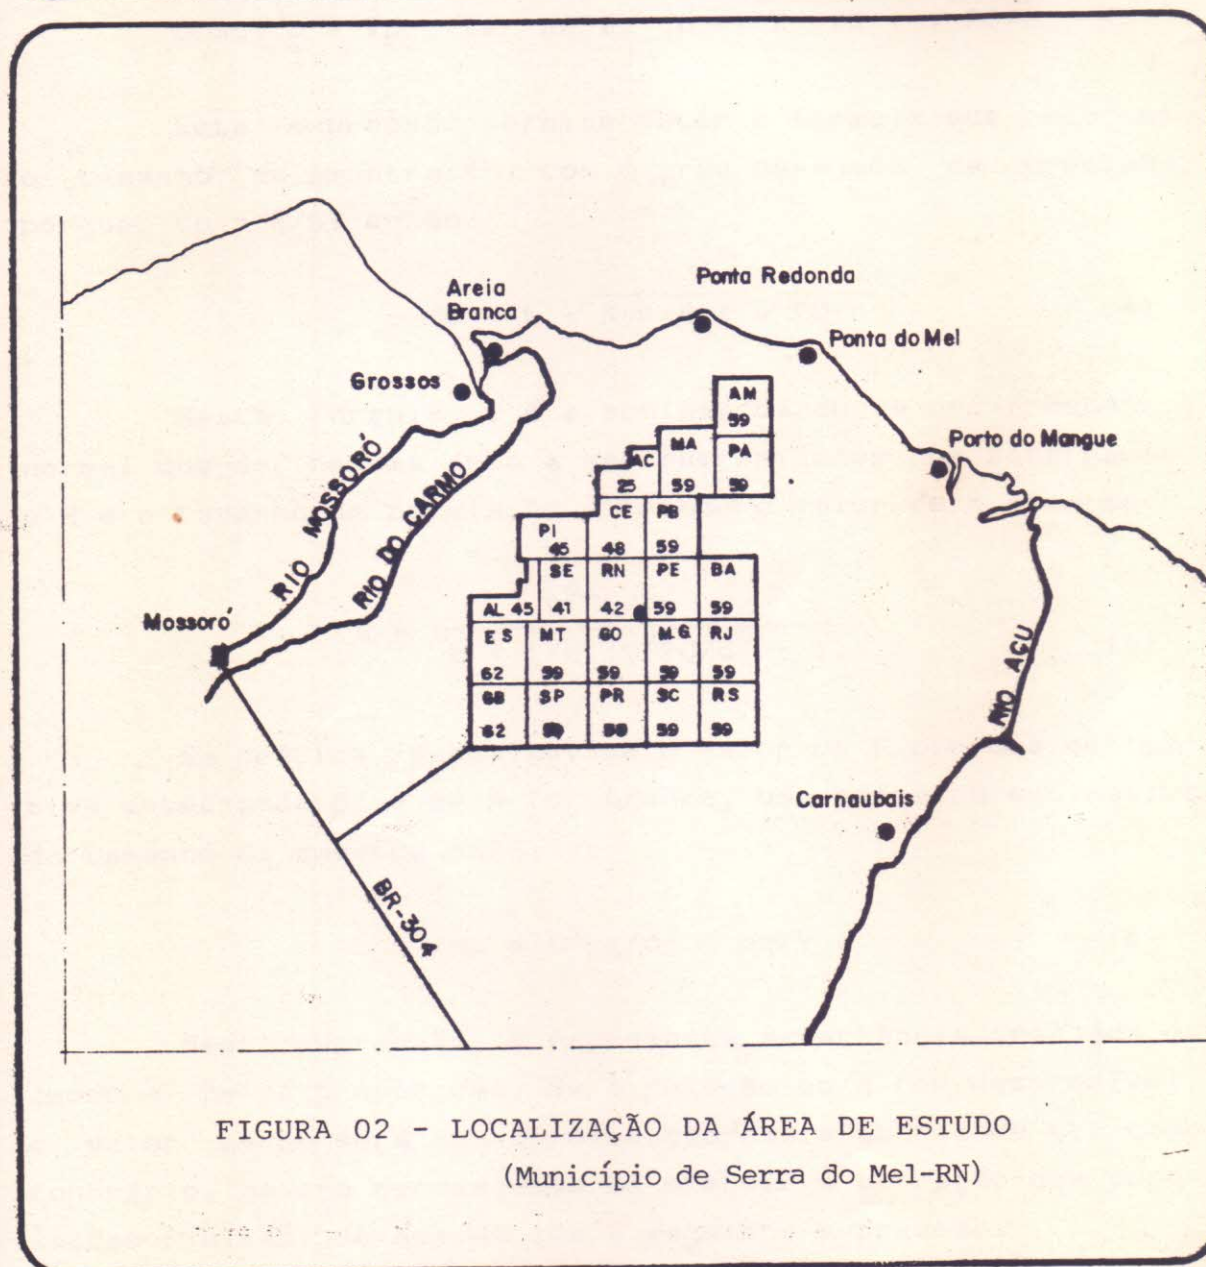 Ponta Redonda
Areia
Branca
Ponta do Mel
Grossos
AM
59
MA
PA
AC
Porto do Mangue
25
59
59
RIO MOSSORÓ
RIO DO CARMO
CE
PB
PI
45
48
59
SE
RN
PE
BA
AL
45
41
42
59
59
Mossoró
ES
MT
GO
MG
RJ
62
59
59
59
59
GB
SP
PR
SC
RS
62
59
59
59
RIO AÇU
Carnaubais
BR-304
FIGURA 02 - LOCALIZAÇÃO DA ÁREA DE ESTUDO
(Município de Serra do Mel-RN)